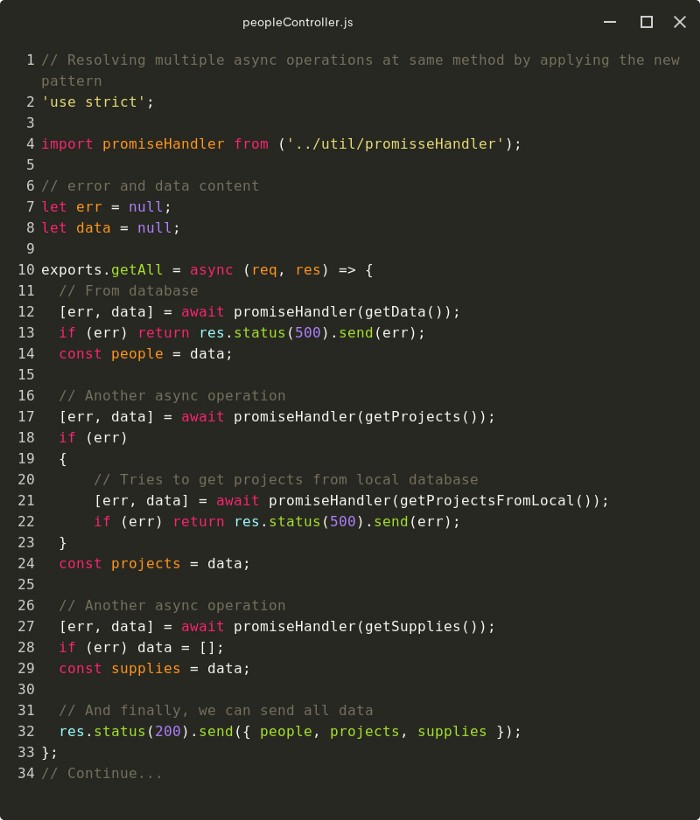 peopleController.js
1 // Resolving multiple async operations at same method by applying the new
pattern
2 'use strict';
3
4 import promiseHandler from ('../util/promisseHandler');
5
6 // error and data content
7 let err = null;
8 let data = null;
9
10 exports.getAll = async (req, res) => {
11   // From database
12   [err, data] = await promiseHandler(getData());
13   if (err) return res.status(500).send(err);
14   const people = data;
15
16   // Another async operation
17   [err, data] = await promiseHandler(getProjects());
18   if (err)
19   {
20       // Tries to get projects from local database
21       [err, data] = await promiseHandler(getProjectsFromLocal());
22       if (err) return res.status(500).send(err);
23   }
24   const projects = data;
25
26   // Another async operation
27   [err, data] = await promiseHandler(getSupplies());
28   if (err) data = [];
29   const supplies = data;
30
31   // And finally, we can send all data
32   res.status(200).send({ people, projects, supplies });
33 };
34 // Continue...